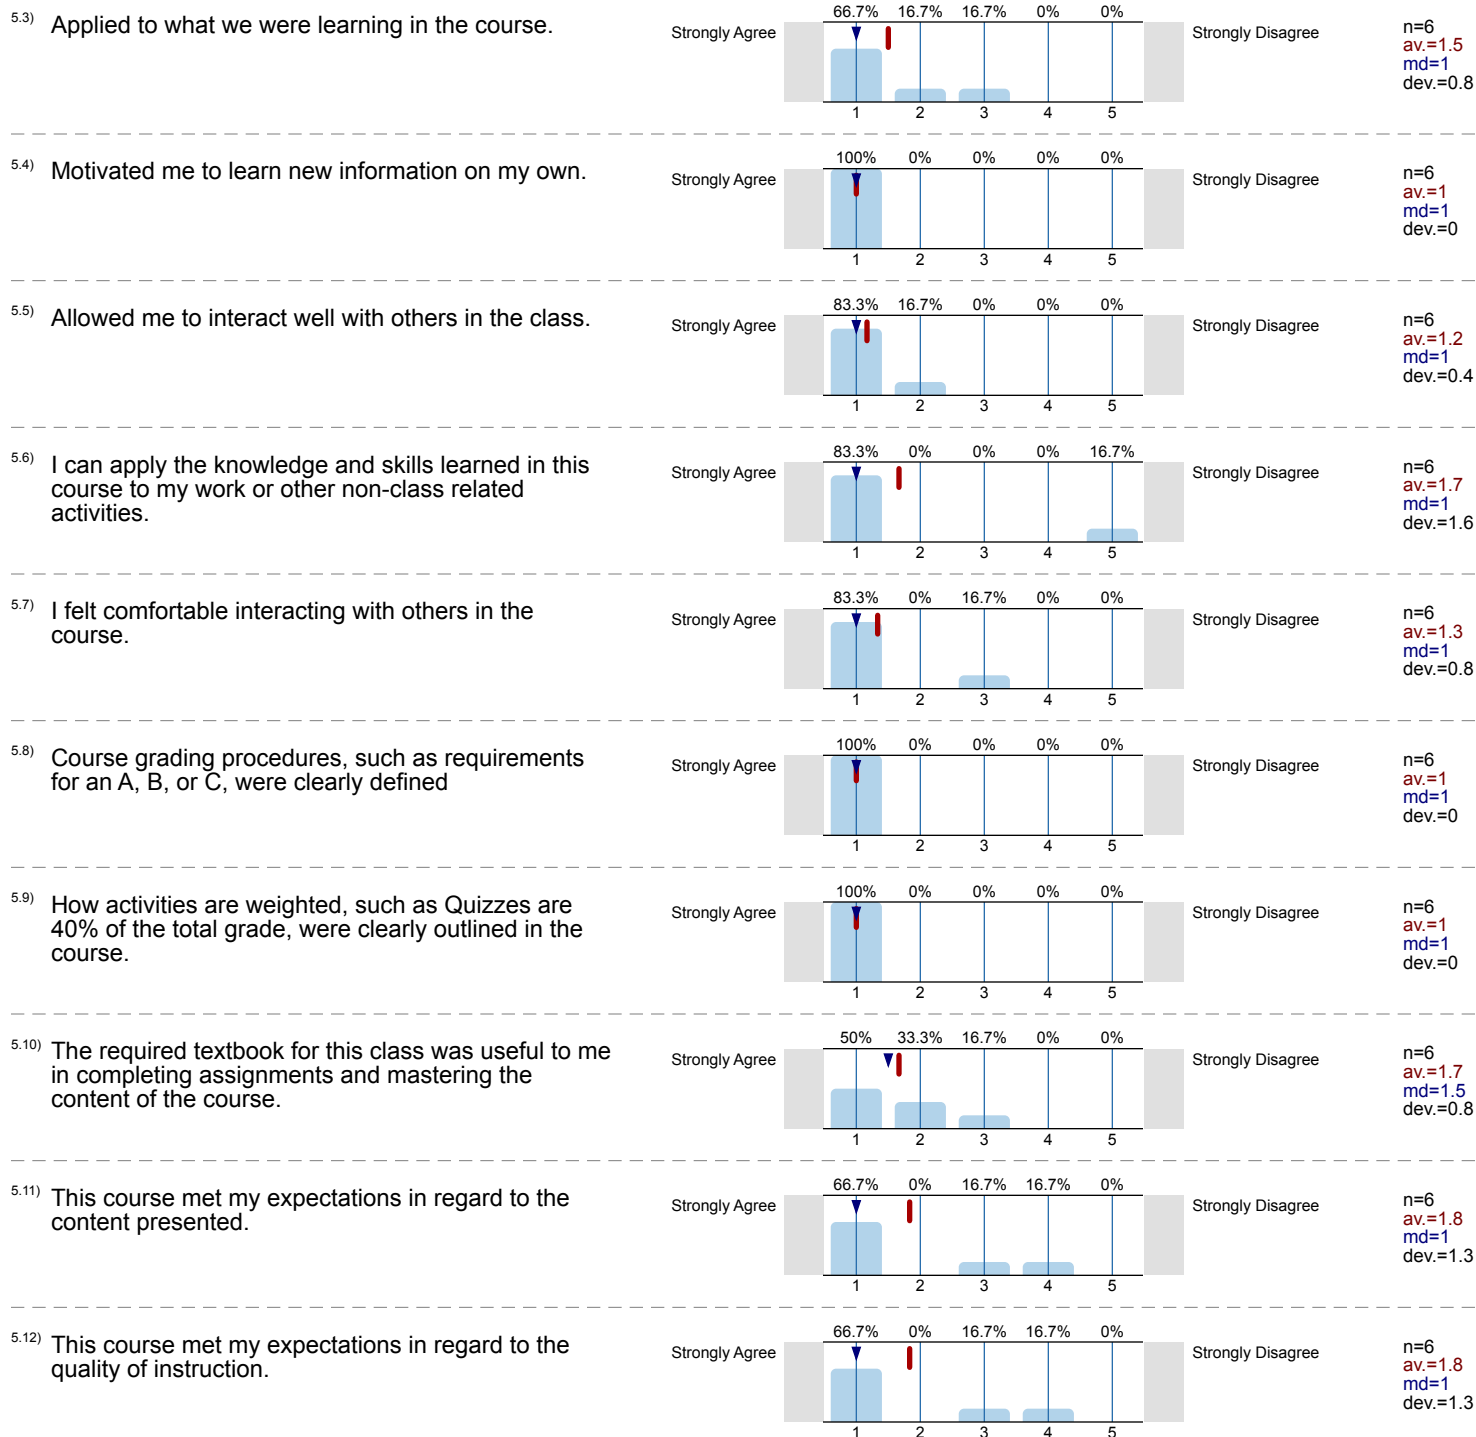 5.3) Applied to what we were learning in the course.
Strongly Agree
66.7% 16.7% 16.7% 0% 0%
1 2 3 4 5
Strongly Disagree
n=6
av.=1.5
md=1
dev.=0.8
5.4) Motivated me to learn new information on my own.
Strongly Agree
100% 0% 0% 0% 0%
1 2 3 4 5
Strongly Disagree
n=6
av.=1
md=1
dev.=0
5.5) Allowed me to interact well with others in the class.
Strongly Agree
83.3% 16.7% 0% 0% 0%
1 2 3 4 5
Strongly Disagree
n=6
av.=1.2
md=1
dev.=0.4
5.6) I can apply the knowledge and skills learned in this
course to my work or other non-class related
activities.
Strongly Agree
83.3% 0% 0% 0% 16.7%
1 2 3 4 5
Strongly Disagree
n=6
av.=1.7
md=1
dev.=1.6
5.7) I felt comfortable interacting with others in the
course.
Strongly Agree
83.3% 0% 16.7% 0% 0%
1 2 3 4 5
Strongly Disagree
n=6
av.=1.3
md=1
dev.=0.8
5.8) Course grading procedures, such as requirements
for an A, B, or C, were clearly defined
Strongly Agree
100% 0% 0% 0% 0%
1 2 3 4 5
Strongly Disagree
n=6
av.=1
md=1
dev.=0
5.9) How activities are weighted, such as Quizzes are
40% of the total grade, were clearly outlined in the
course.
Strongly Agree
100% 0% 0% 0% 0%
1 2 3 4 5
Strongly Disagree
n=6
av.=1
md=1
dev.=0
5.10) The required textbook for this class was useful to me
in completing assignments and mastering the
content of the course.
Strongly Agree
50% 33.3% 16.7% 0% 0%
1 2 3 4 5
Strongly Disagree
n=6
av.=1.7
md=1.5
dev.=0.8
5.11) This course met my expectations in regard to the
content presented.
Strongly Agree
66.7% 0% 16.7% 16.7% 0%
1 2 3 4 5
Strongly Disagree
n=6
av.=1.8
md=1
dev.=1.3
5.12) This course met my expectations in regard to the
quality of instruction.
Strongly Agree
66.7% 0% 16.7% 16.7% 0%
1 2 3 4 5
Strongly Disagree
n=6
av.=1.8
md=1
dev.=1.3